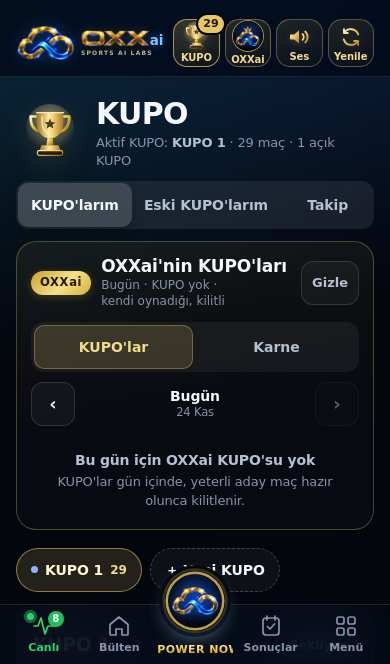 OXX ai
SPORTS AI LABS
29
KUPO
OXXai
Ses
Yenile
KUPO
Aktif KUPO: KUPO 1 · 29 maç · 1 açık
KUPO
KUPO'larım
Eski KUPO'larım
Takip
OXXai
OXXai'nin KUPO'ları
Bugün · KUPO yok ·
kendi oynadığı, kilitli
Gizle
KUPO'lar
Karne
‹
Bugün
24 Kas
›
Bu gün için OXXai KUPO'su yok
KUPO'lar gün içinde, yeterli aday maç hazır
olunca kilitlenir.
KUPO 1 29
KUPO
8
Canlı
Bülten
POWER NOW
Sonuçlar
Menü